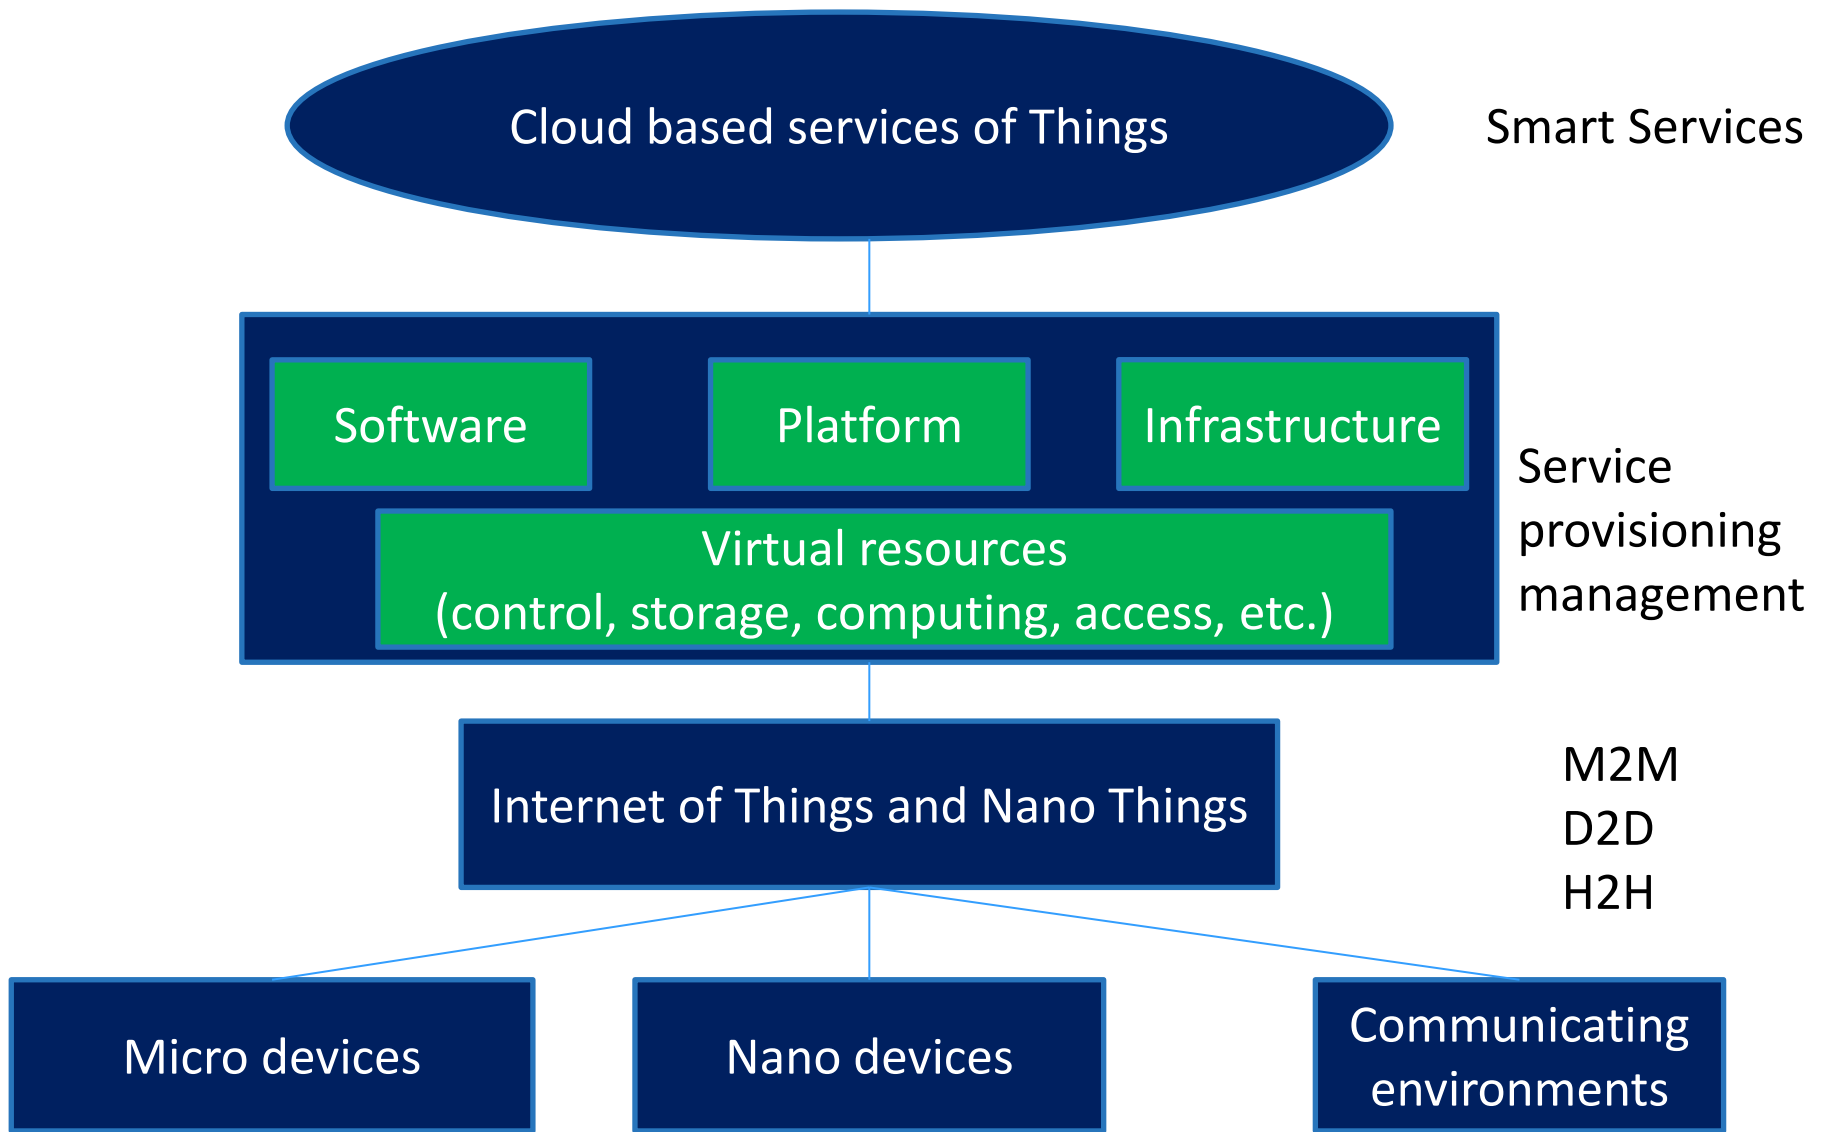 Cloud based services of Things
Smart Services
Software
Platform
Infrastructure
Service
provisioning
management
Virtual resources
(control, storage, computing, access, etc.)
Internet of Things and Nano Things
M2M
D2D
H2H
Micro devices
Nano devices
Communicating
environments